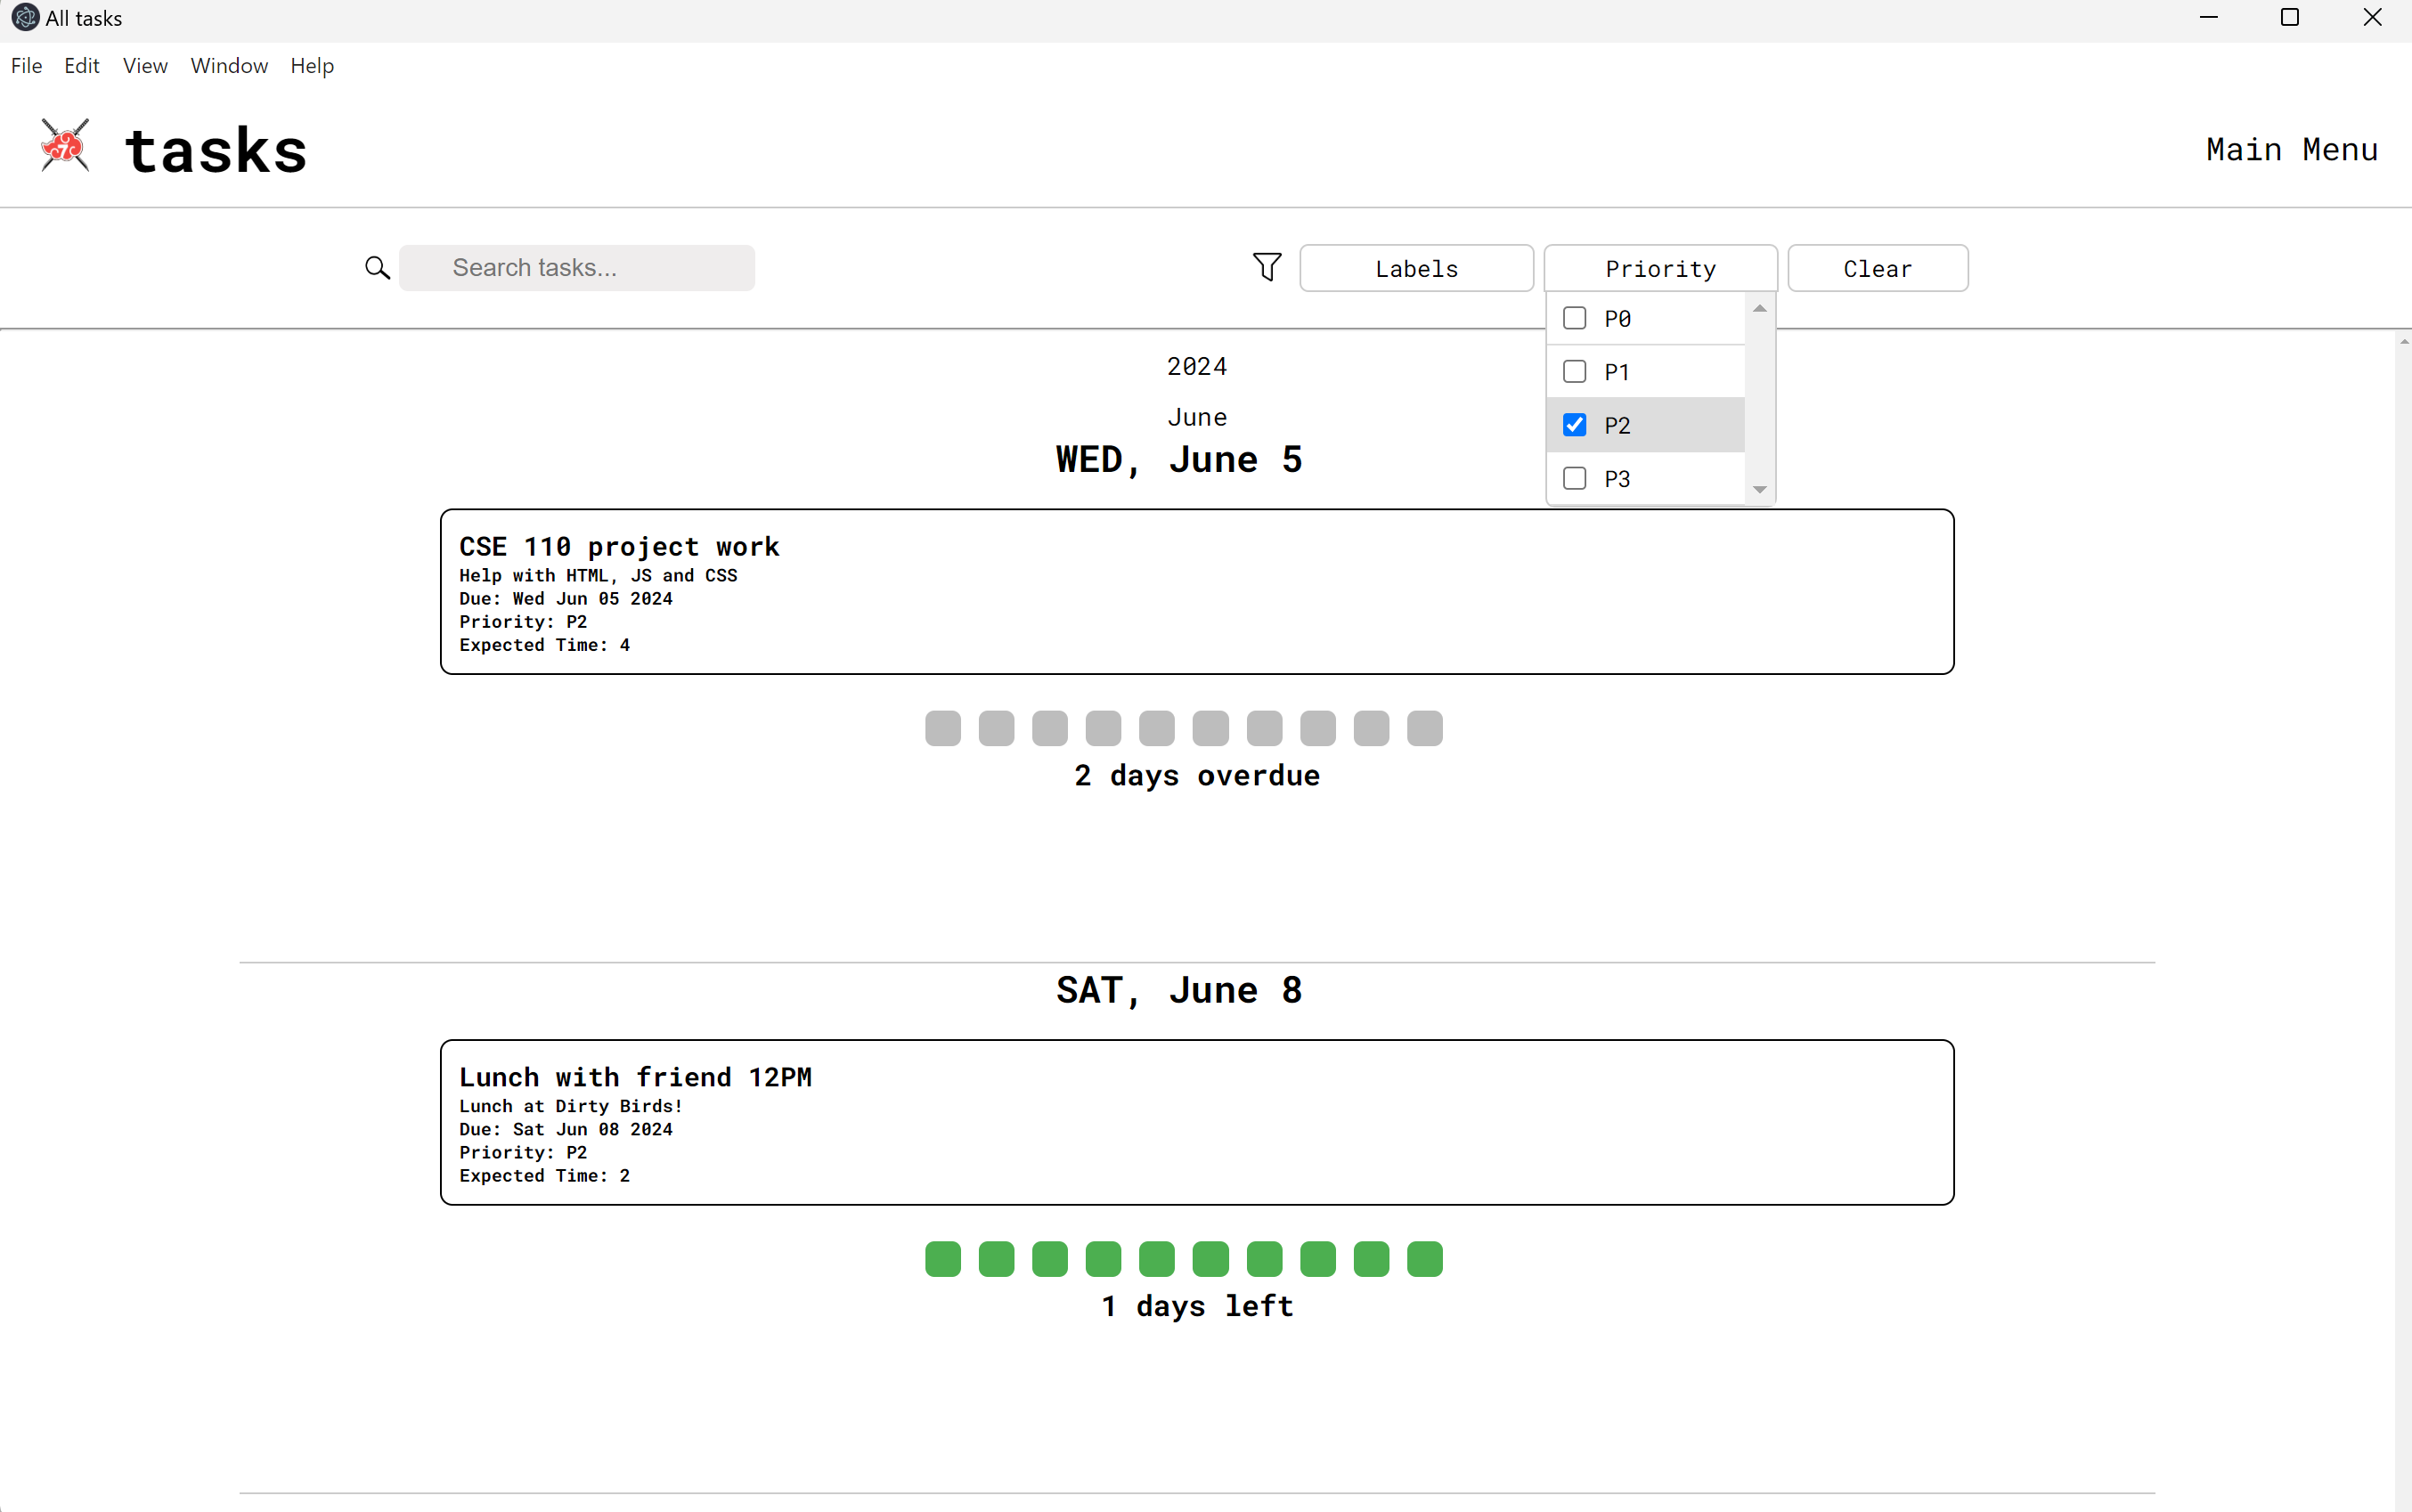 All tasks
File Edit View Window Help
7
tasks
Main Menu
Search tasks...
Labels
Priority
Clear
P0
P1
P2
P3
2024
June
WED, June 5
CSE 110 project work
Help with HTML, JS and CSS
Due: Wed Jun 05 2024
Priority: P2
Expected Time: 4
2 days overdue
SAT, June 8
Lunch with friend 12PM
Lunch at Dirty Birds!
Due: Sat Jun 08 2024
Priority: P2
Expected Time: 2
1 days left